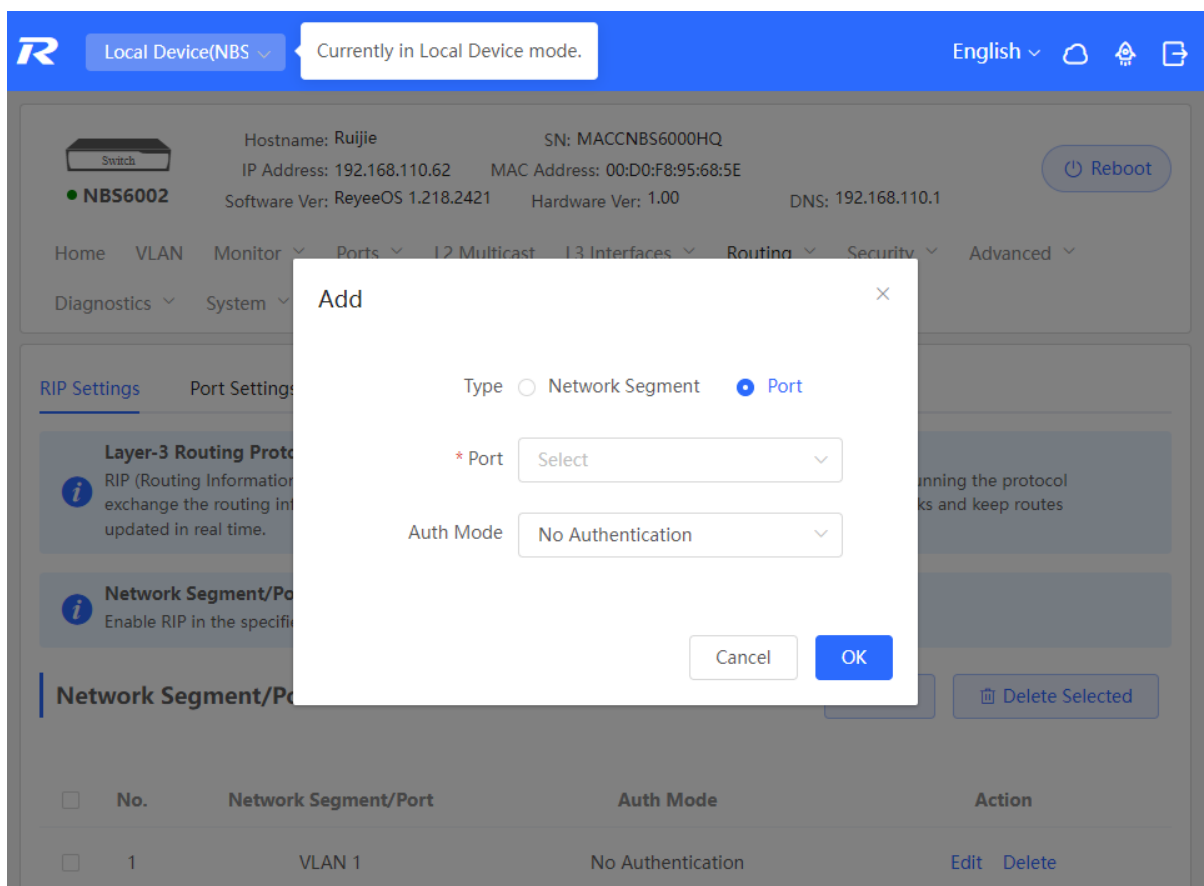 Local Device(NBS
Currently in Local Device mode.
English
Switch
NBS6002
Hostname: Ruijie
SN: MACCNBS6000HQ
IP Address: 192.168.110.62
MAC Address: 00:D0:F8:95:68:5E
Software Ver: ReyeeOS 1.218.2421
Hardware Ver: 1.00
DNS: 192.168.110.1
Reboot
Home VLAN Monitor Ports L2 Multicast L3 Interfaces Routing Security Advanced
Diagnostics System
Add
Type Network Segment Port
* Port Select
Auth Mode No Authentication
Cancel OK
RIP Settings Port Settings
Layer-3 Routing
RIP (Routing Information unning the protocol
exchange the routing ks and keep routes
updated in real time.
Network Segment/Po
Enable RIP in the specifie
Network Segment/Po
Delete Selected
No. Network Segment/Port Auth Mode Action
1 VLAN 1 No Authentication Edit Delete